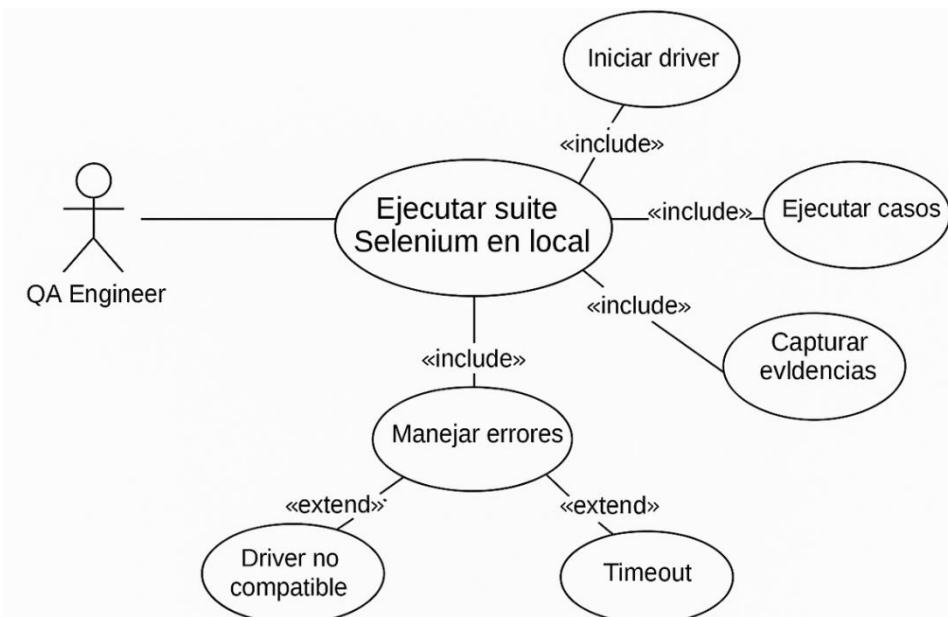 Iniciar driver
«include»
Ejecutar suite
Selenium en local
«include»
Ejecutar casos
QA Engineer
«include»
Capturar
evldencias
«include»
Manejar errores
«extend»
«extend»
Driver no
compatible
Timeout